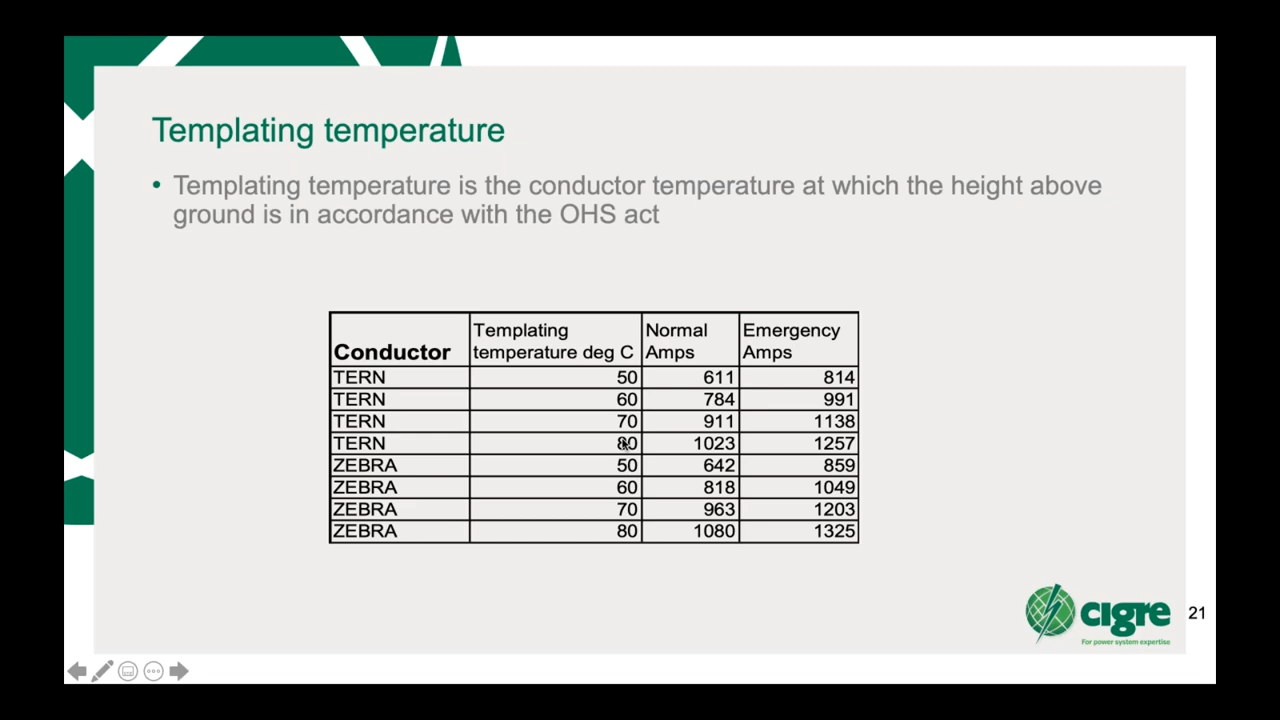 Templating temperature
• Templating temperature is the conductor temperature at which the height above
ground is in accordance with the OHS act
Conductor Templating temperature deg C Normal Amps Emergency Amps
TERN 50 611 814
TERN 60 784 991
TERN 70 911 1138
TERN 80 1023 1257
ZEBRA 50 642 859
ZEBRA 60 818 1049
ZEBRA 70 963 1203
ZEBRA 80 1080 1325
cigre
For power system expertise
21